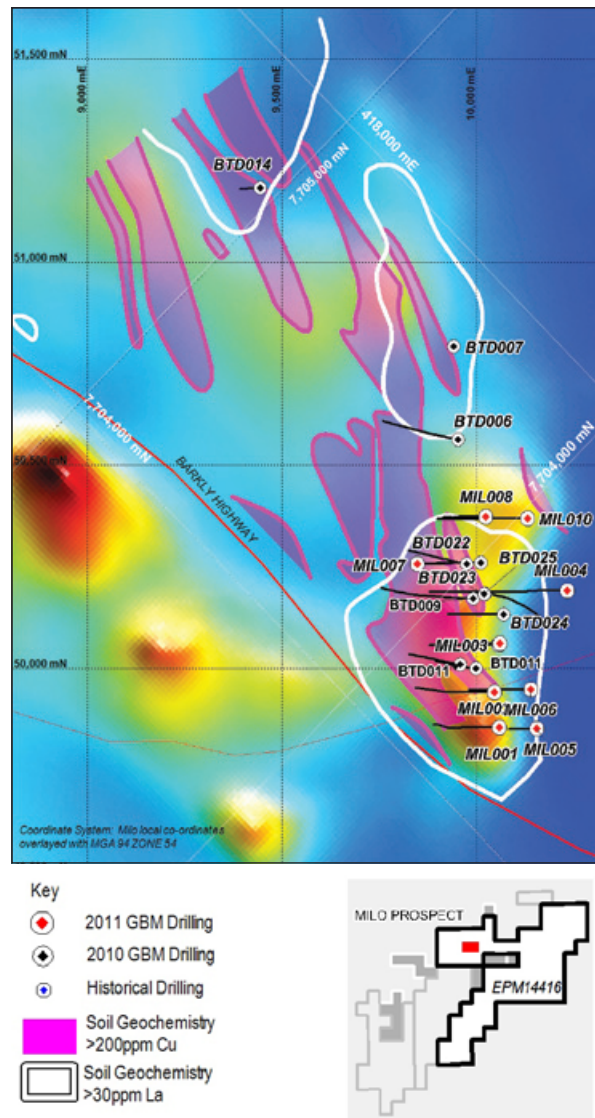 51,500 mN
9,000 mE
9,500 mE
10,000 mE
418,000 mE
BTD014
7,705,000 mN
51,000 mN
BTD007
7,704,000 mN
BTD006
50,500 mN
BARKLY HIGHWAY
7,704,000 mN
MIL008
MIL010
BTD022
BTD025
MIL007
MIL004
BTD023
BTD009
BTD024
MIL003
50,000 mN
BTD011
BTD011
MIL006
MIL001
MIL005
Coordinate System: Milo local co-ordinates
overlayed with MGA 94 ZONE 54
Key
2011 GBM Drilling
2010 GBM Drilling
Historical Drilling
Soil Geochemistry
>200ppm Cu
Soil Geochemistry
>30ppm La
MILO PROSPECT
EPM14416